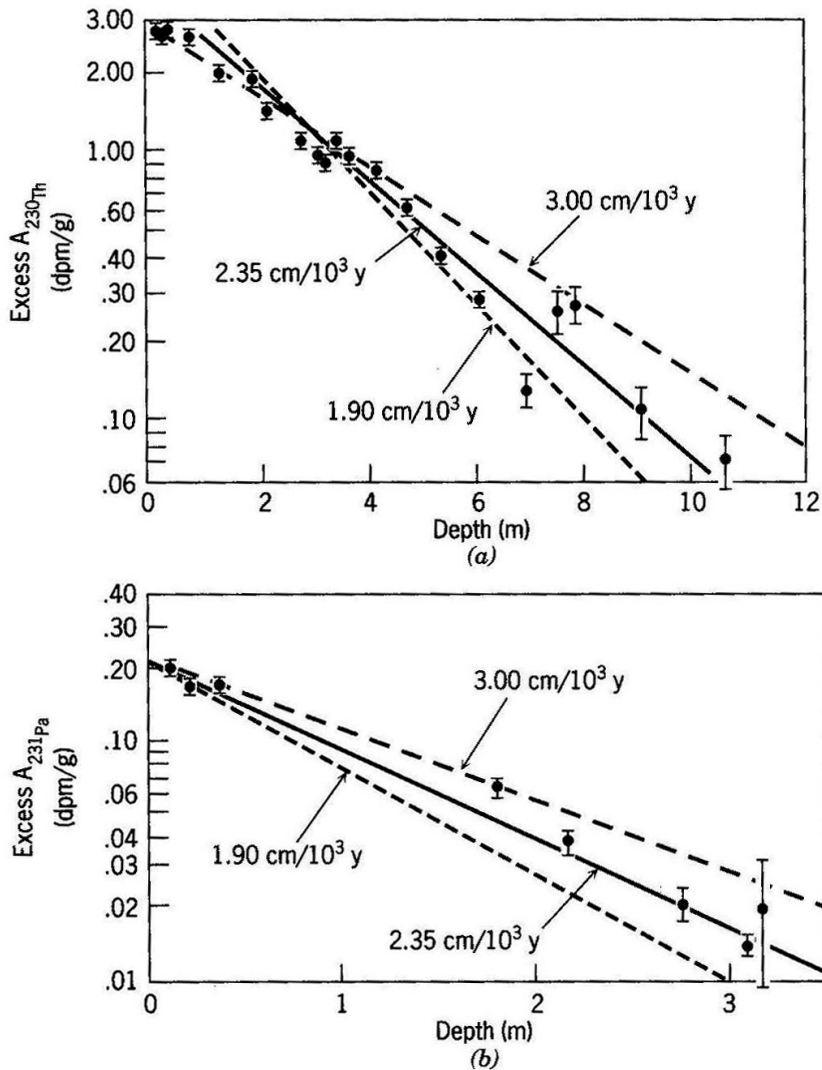 3.00
2.00
1.00
.60
.40
.30
.20
.10
.06
Excess A230Th
(dpm/g)
3.00 cm/10³ y
2.35 cm/10³ y
1.90 cm/10³ y
0 2 4 6 8 10 12
Depth (m)
(a)
.40
.30
.20
.10
.06
.04
.03
.02
.01
Excess A231Pa
(dpm/g)
3.00 cm/10³ y
1.90 cm/10³ y
2.35 cm/10³ y
0 1 2 3
Depth (m)
(b)